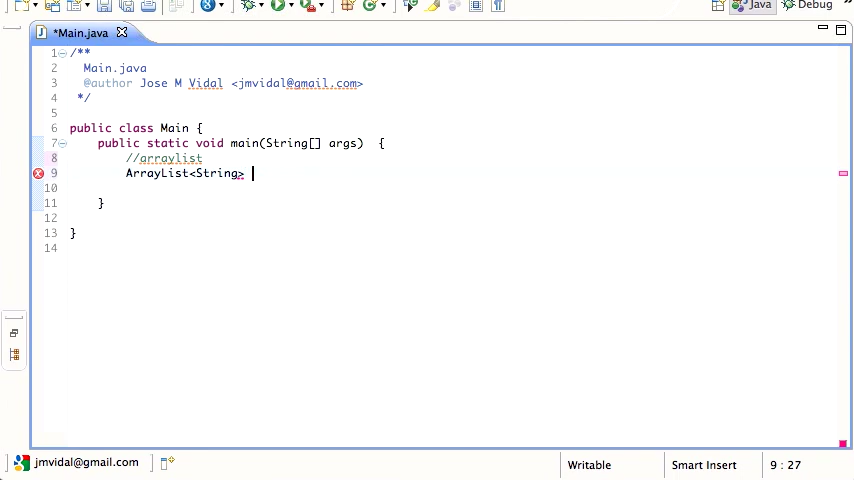 Java
Debug
*Main.java
1 /**
2 Main.java
3 @author Jose M Vidal <jmvidal@gmail.com>
4 */
5
6 public class Main {
7 public static void main(String[] args) {
8 //arraylist
9 ArrayList<String>
10
11 }
12
13 }
14
jmvidal@gmail.com
Writable
Smart Insert
9 : 27